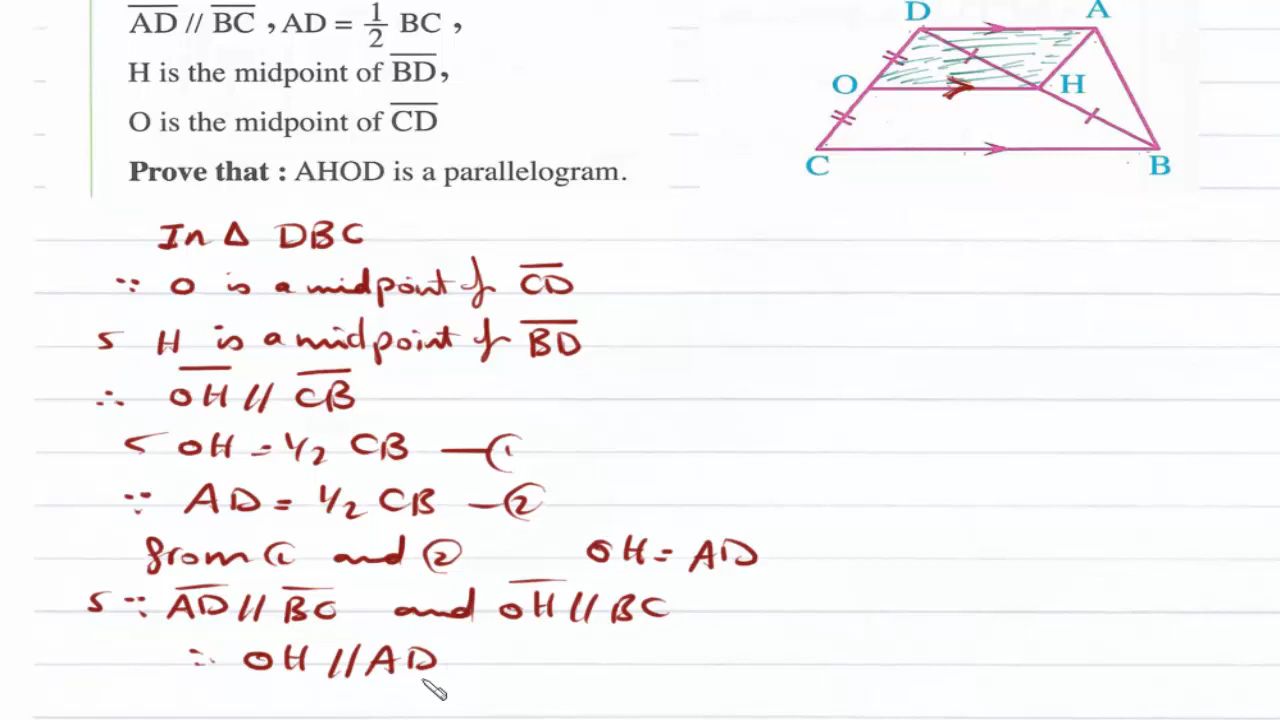 AD // BC , AD = 1/2 BC ,
H is the midpoint of BD,
O is the midpoint of CD
Prove that : AHOD is a parallelogram.
D A
O H
C B
In Δ DBC
∵ O is a midpoint of CD
, H is a midpoint of BD
∴ OH // CB
, OH = 1/2 CB — ①
∵ AD = 1/2 CB — ②
from ① and ② OH = AD
, ∵ AD // BC and OH // BC
∴ OH // AD